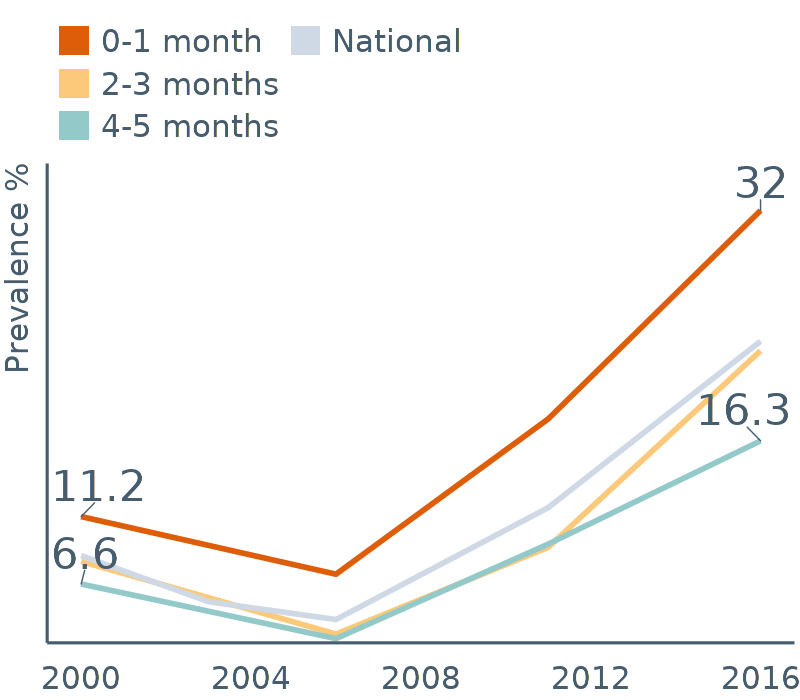 0-1 month
National
2-3 months
4-5 months
Prevalence %
32
16.3
11.2
6.6
2000 2004 2008 2012 2016